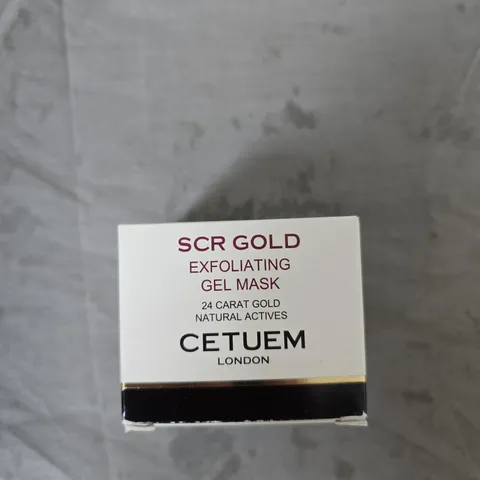 SCR GOLD
EXFOLIATING
GEL MASK
24 CARAT GOLD
NATURAL ACTIVES
CETUEM
LONDON